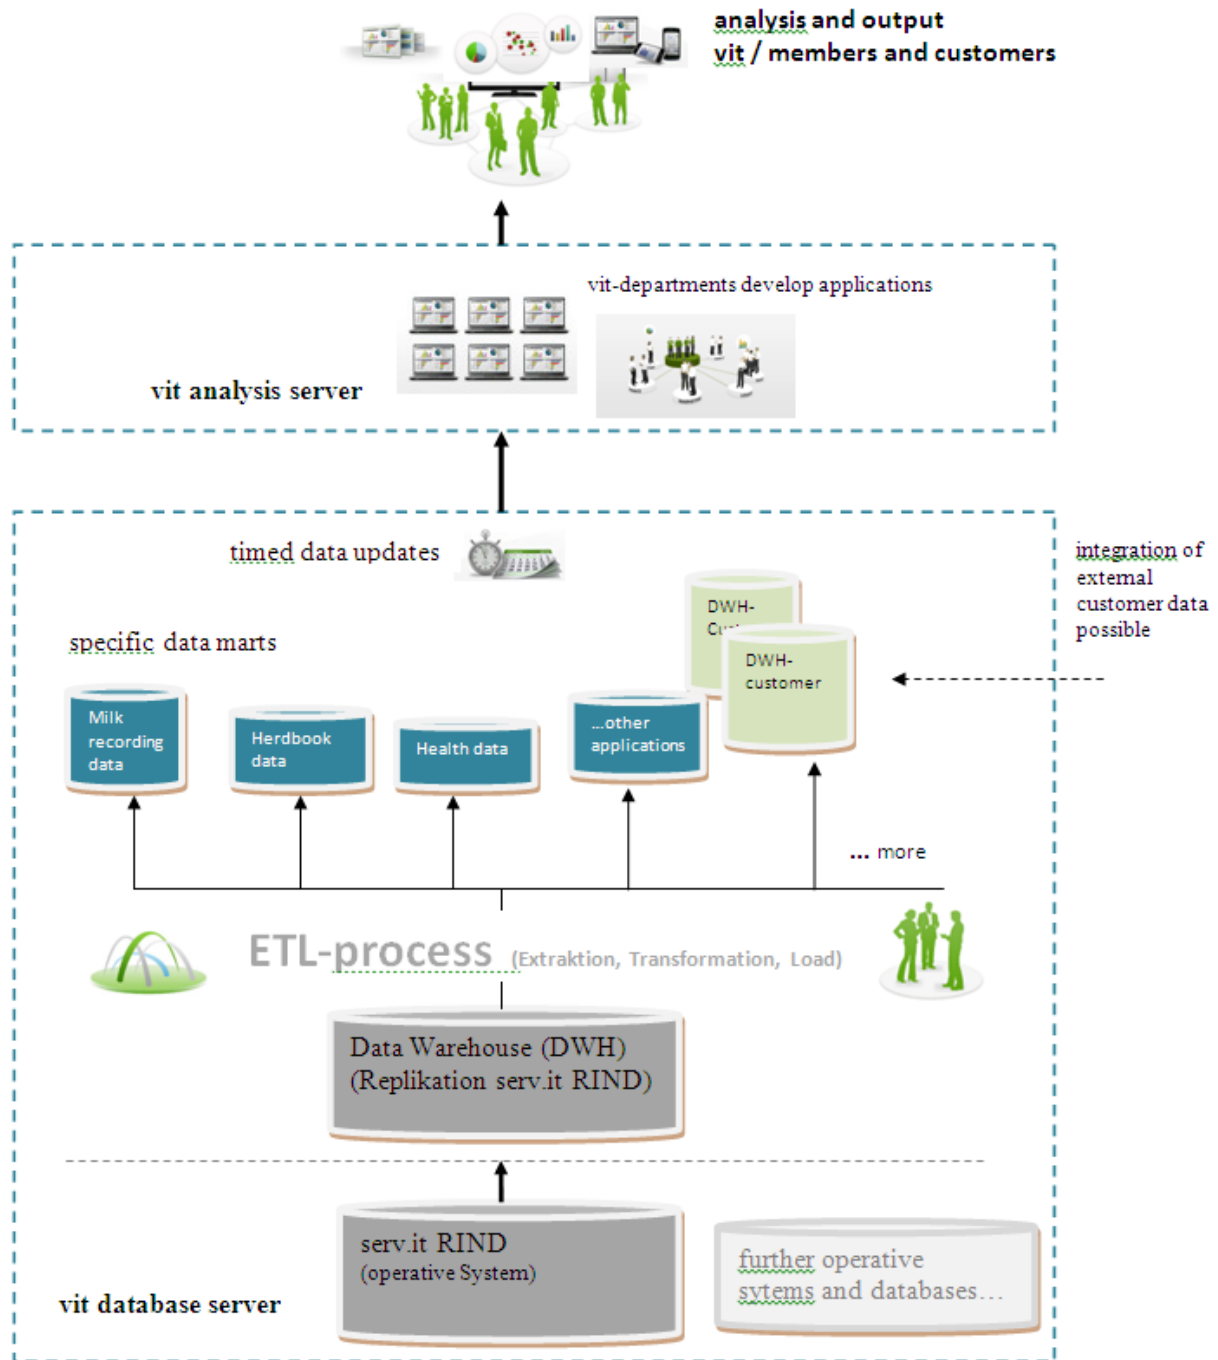 analysis and output
vit / members and customers
vit-departments develop applications
vit analysis server
timed data updates
integration of
external
customer data
possible
specific data marts
DWH-
DWH-
customer
Milk
recording
data
Herdbook
data
Health data
...other
applications
... more
ETL-process (Extraktion, Transformation, Load)
Data Warehouse (DWH)
(Replikation serv.it RIND)
serv.it RIND
(operative System)
further operative
sytems and databases...
vit database server